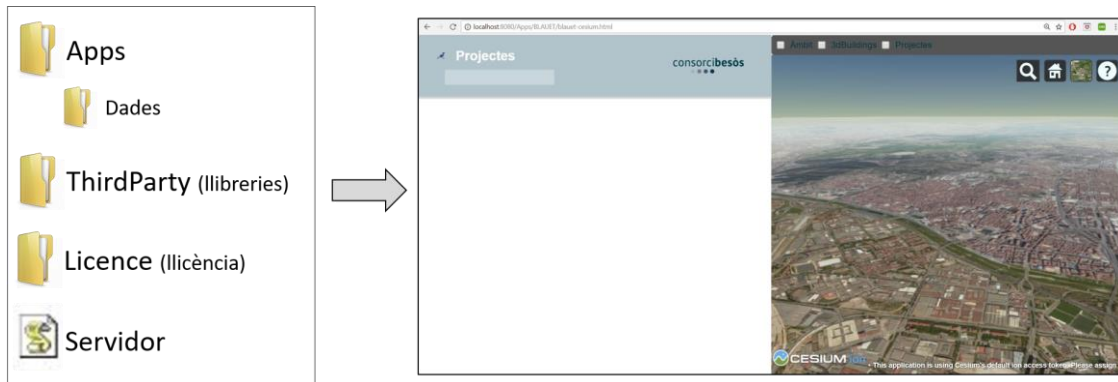 Apps
Dades
ThirdParty (llibreries)
Licence (llicència)
Servidor
localhost:8080/Apps/BLAUET/blauet-cesium.html
Projectes
consorcibesòs
Àmbit 3dBuildings Projectes
?
CESIUM ion
• This application is using Cesium's default ion access token. Please assign